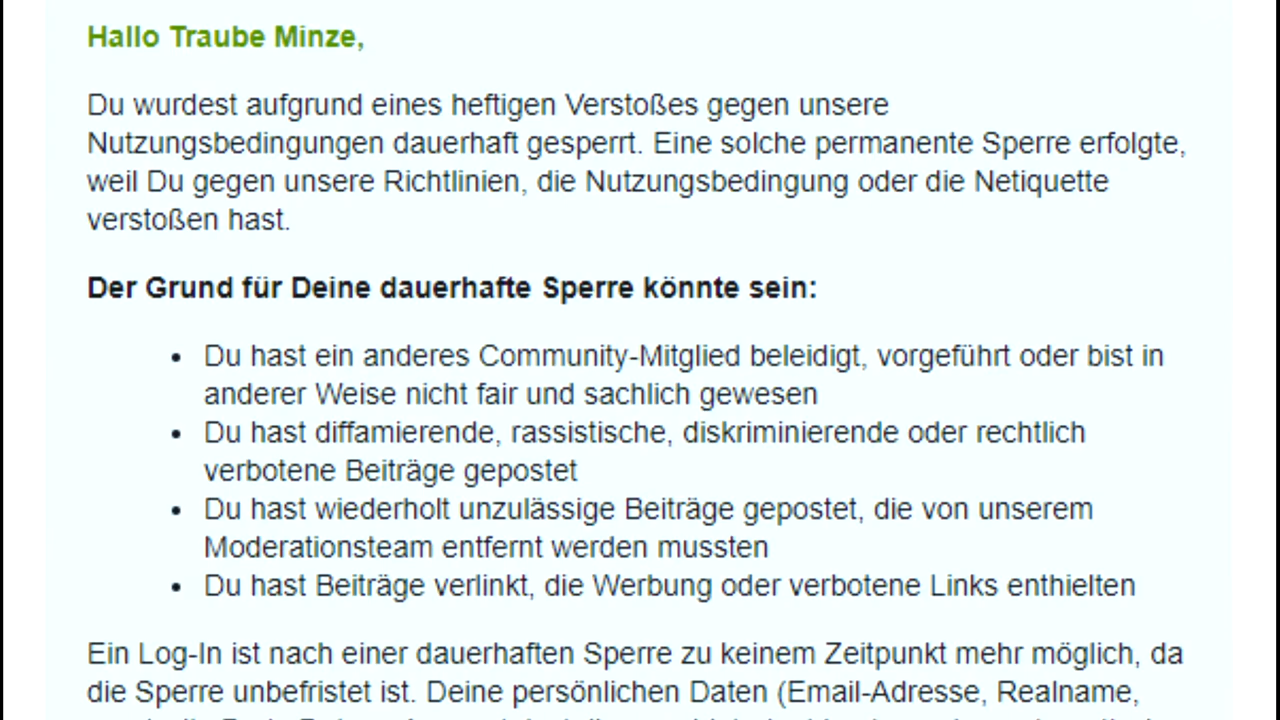 Hallo Traube Minze,
Du wurdest aufgrund eines heftigen Verstoßes gegen unsere
Nutzungsbedingungen dauerhaft gesperrt. Eine solche permanente Sperre erfolgte,
weil Du gegen unsere Richtlinien, die Nutzungsbedingung oder die Netiquette
verstoßen hast.
Der Grund für Deine dauerhafte Sperre könnte sein:
• Du hast ein anderes Community-Mitglied beleidigt, vorgeführt oder bist in
anderer Weise nicht fair und sachlich gewesen
• Du hast diffamierende, rassistische, diskriminierende oder rechtlich
verbotene Beiträge gepostet
• Du hast wiederholt unzulässige Beiträge gepostet, die von unserem
Moderationsteam entfernt werden mussten
• Du hast Beiträge verlinkt, die Werbung oder verbotene Links enthielten
Ein Log-In ist nach einer dauerhaften Sperre zu keinem Zeitpunkt mehr möglich, da
die Sperre unbefristet ist. Deine persönlichen Daten (Email-Adresse, Realname,